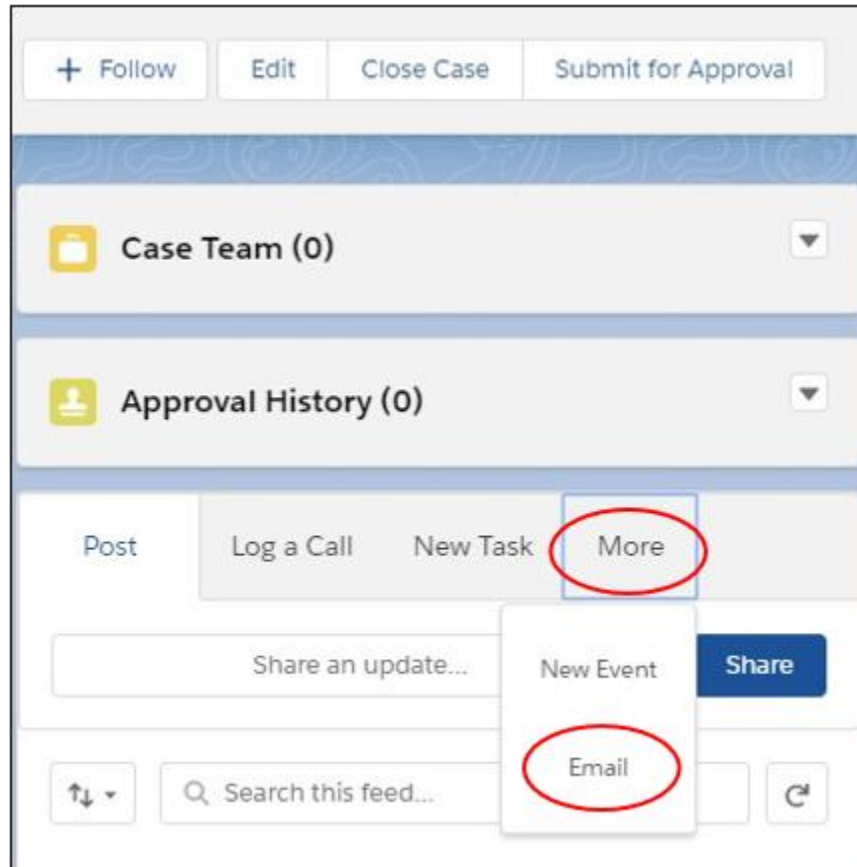 + Follow Edit Close Case Submit for Approval
Case Team (0)
Approval History (0)
Post Log a Call New Task More
Share an update... New Event Share
Email
Search this feed...